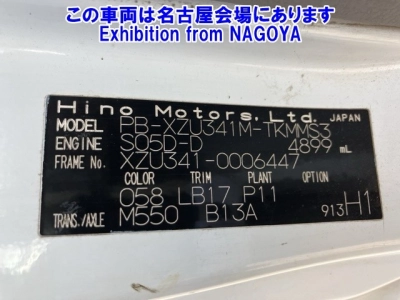 この車両は名古屋会場にあります
Exhibition from NAGOYA
Hino Motors, Ltd. JAPAN
MODEL PB-XZU341M-TKMMS3
ENGINE S05D-D 4899 mL
FRAME No. XZU341-0006447
COLOR TRIM PLANT OPTION
058 LB17 P11
TRANS./AXLE M550 B13A 913H1